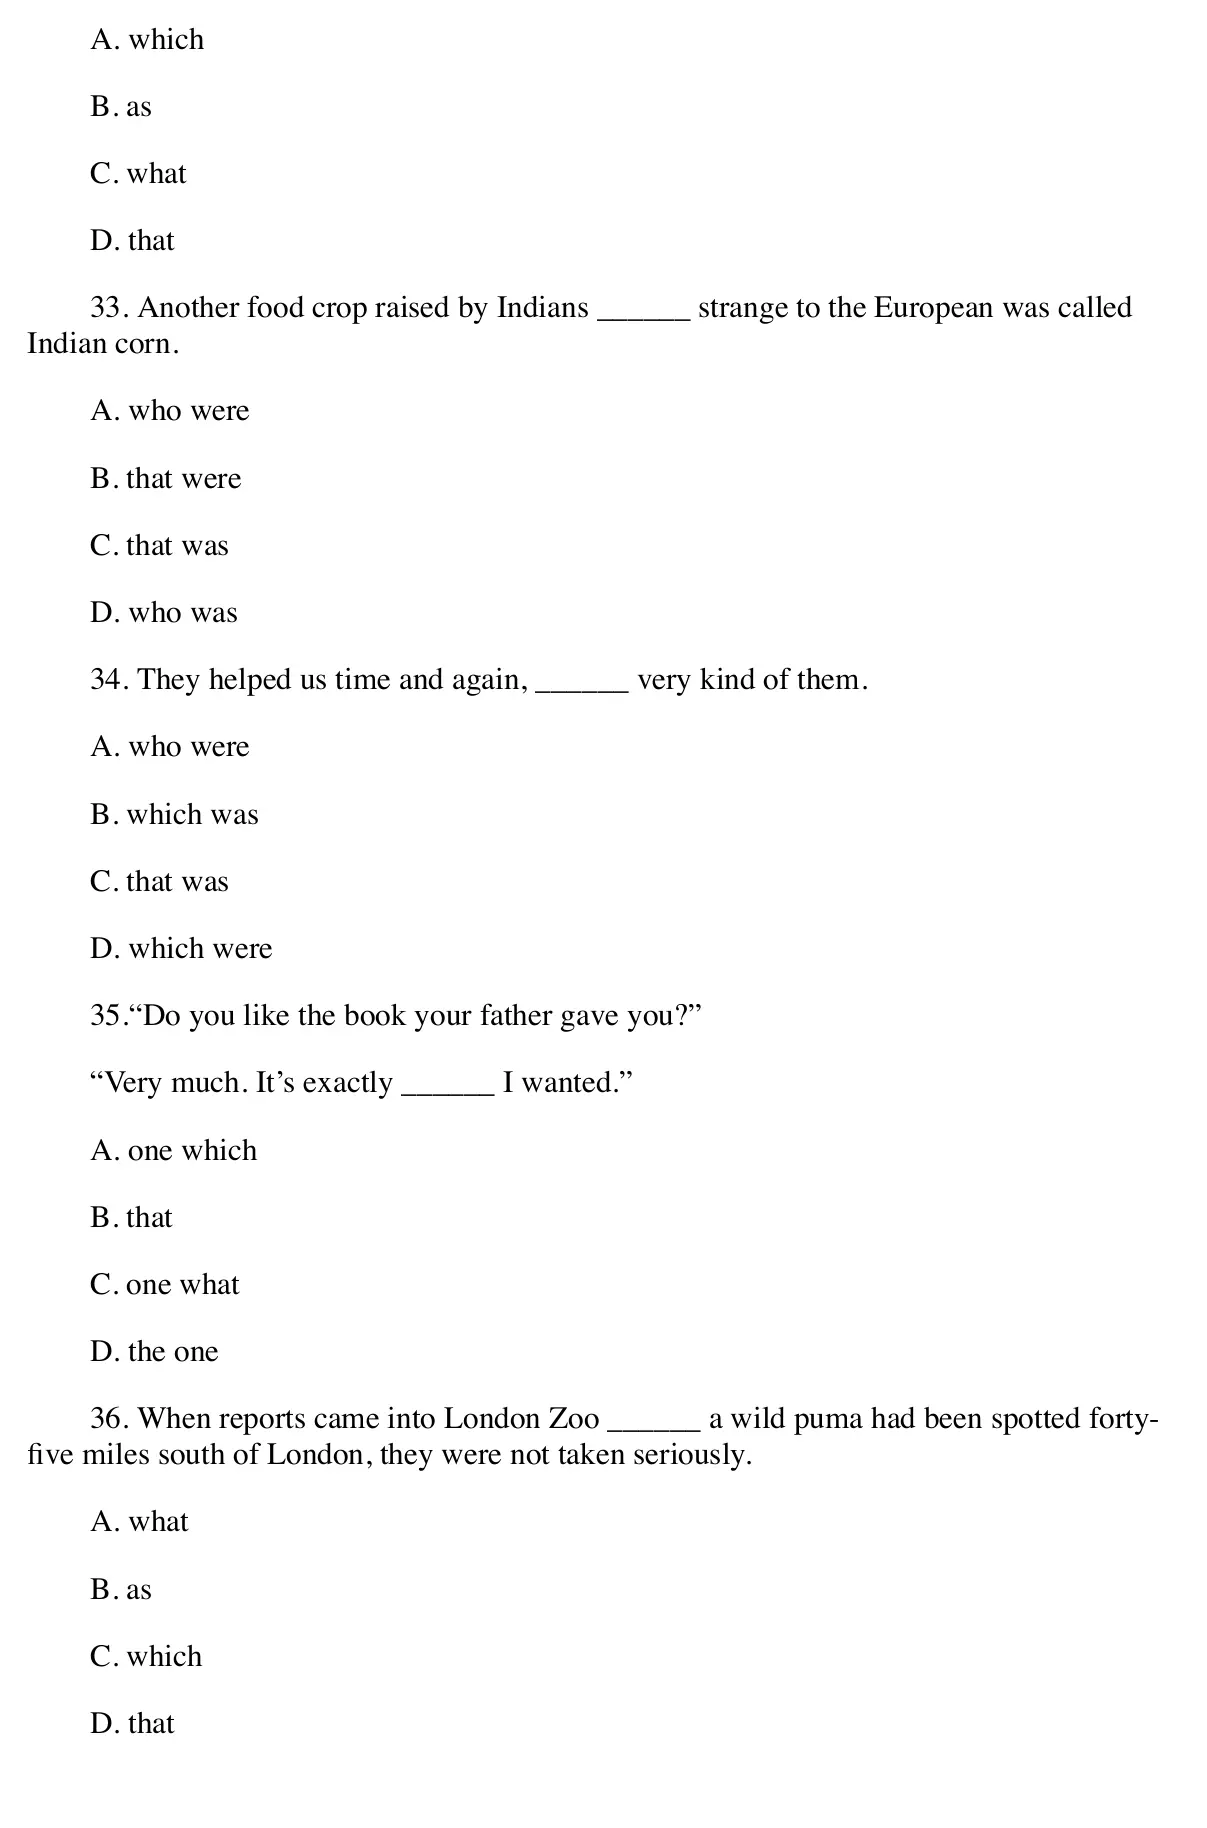 A. which
B. as
C. what
D. that
33. Another food crop raised by Indians ______ strange to the European was called
Indian corn.
A. who were
B. that were
C. that was
D. who was
34. They helped us time and again, ______ very kind of them.
A. who were
B. which was
C. that was
D. which were
35.“Do you like the book your father gave you?”
“Very much. It’s exactly ______ I wanted.”
A. one which
B. that
C. one what
D. the one
36. When reports came into London Zoo ______ a wild puma had been spotted forty-
five miles south of London, they were not taken seriously.
A. what
B. as
C. which
D. that